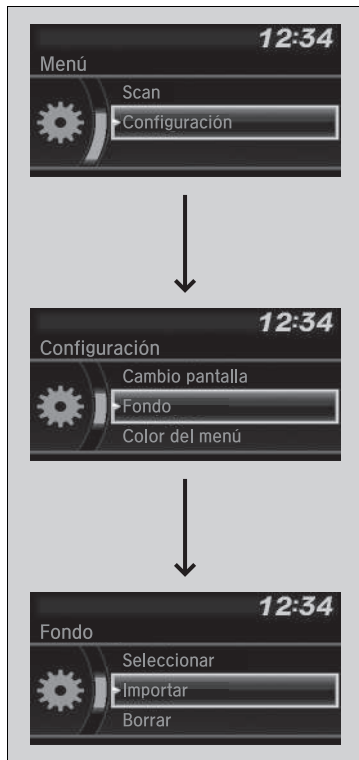 12:34
Menú
Scan
Configuración
12:34
Configuración
Cambio pantalla
Fondo
Color del menú
12:34
Fondo
Seleccionar
Importar
Borrar